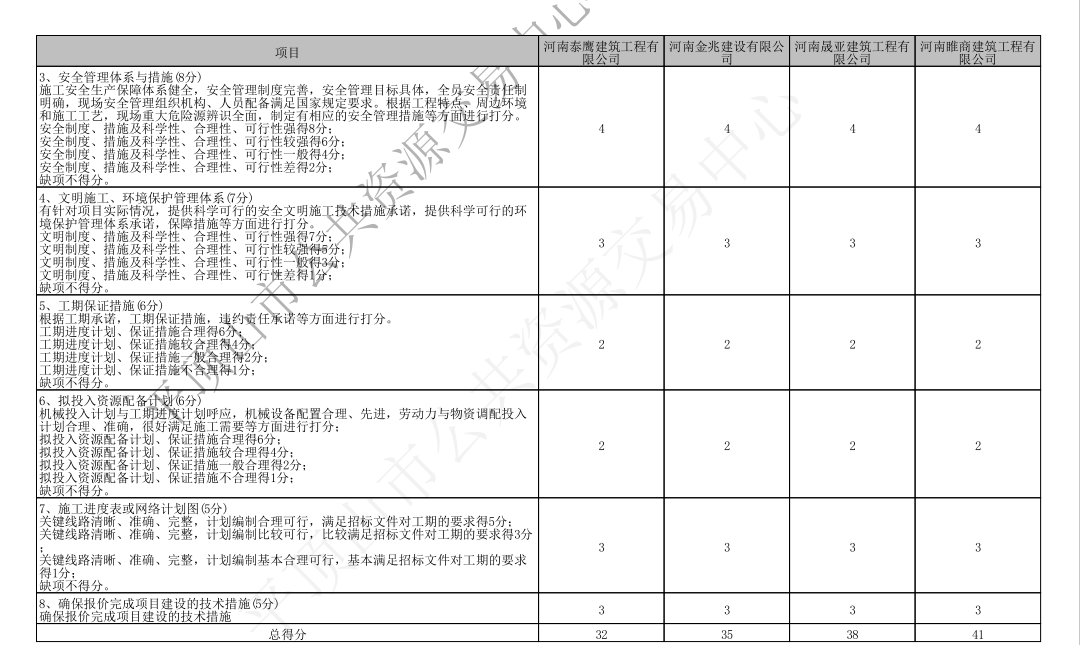 项目
河南泰鹰建筑工程有
限公司
河南金兆建设有限公
司
河南晟亚建筑工程有
限公司
河南睢商建筑工程有
限公司
3、安全管理体系与措施(8分)
施工安全生产保障体系健全，安全管理制度完善，安全管理目标具体，全员安全责任制
明确，现场安全管理组织机构、人员配备满足国家规定要求。根据工程特点、周边环境
和施工工艺，现场重大危险源辨识全面，制定有相应的安全管理措施等方面进行打分。
安全制度、措施及科学性、合理性、可行性强得8分；
安全制度、措施及科学性、合理性、可行性较强得6分；
安全制度、措施及科学性、合理性、可行性一般得4分；
安全制度、措施及科学性、合理性、可行性差得2分；
缺项不得分。
4 4 4 4
4、文明施工、环境保护管理体系(7分)
有针对项目实际情况，提供科学可行的安全文明施工技术措施承诺，提供科学可行的环
境保护管理体系承诺，保障措施等方面进行打分。
文明制度、措施及科学性、合理性、可行性强得7分；
文明制度、措施及科学性、合理性、可行性较强得5分；
文明制度、措施及科学性、合理性、可行性一般得3分；
文明制度、措施及科学性、合理性、可行性差得1分；
缺项不得分。
3 3 3 3
5、工期保证措施(6分)
根据工期承诺，工期保证措施，违约责任承诺等方面进行打分。
工期进度计划、保证措施合理得6分；
工期进度计划、保证措施较合理得4分；
工期进度计划、保证措施一般合理得2分；
工期进度计划、保证措施不合理得1分；
缺项不得分。
2 2 2 2
6、拟投入资源配备计划(6分)
机械投入计划与工期进度计划呼应，机械设备配置合理、先进，劳动力与物资调配投入
计划合理、准确，很好满足施工需要等方面进行打分；
拟投入资源配备计划、保证措施合理得6分；
拟投入资源配备计划、保证措施较合理得4分；
拟投入资源配备计划、保证措施一般合理得2分；
拟投入资源配备计划、保证措施不合理得1分；
缺项不得分。
2 2 2 2
7、施工进度表或网络计划图(5分)
关键线路清晰、准确、完整，计划编制合理可行，满足招标文件对工期的要求得5分；
关键线路清晰、准确、完整，计划编制比较可行，比较满足招标文件对工期的要求得3分
；
关键线路清晰、准确、完整，计划编制基本合理可行，基本满足招标文件对工期的要求
得1分；
缺项不得分。
3 3 3 3
8、确保报价完成项目建设的技术措施(5分)
确保报价完成项目建设的技术措施
3 3 3 3
总得分 32 35 38 41
平顶山市公共资源交易中心
平顶山市公共资源交易中心